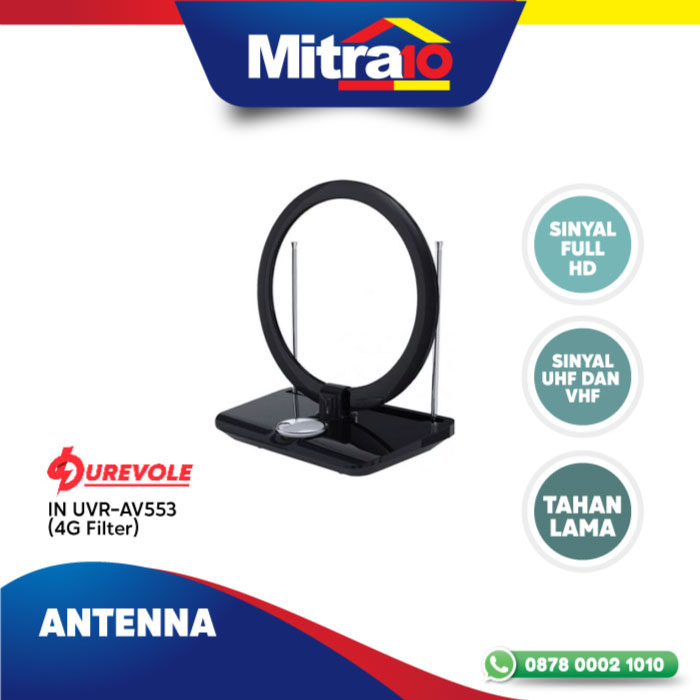 Mitra10
SINYAL
FULL
HD
SINYAL
UHF DAN
VHF
TAHAN
LAMA
UREVOLE
IN UVR-AV553
(4G Filter)
ANTENNA
0878 0002 1010